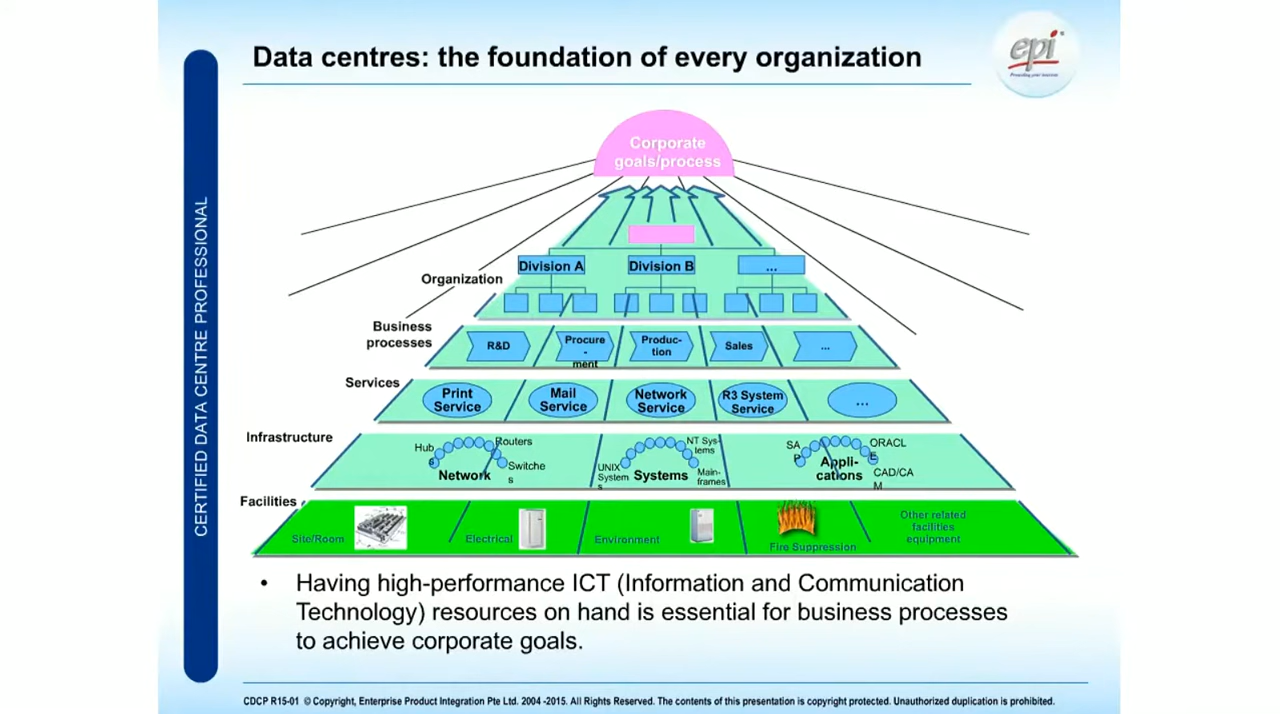 Data centres: the foundation of every organization
epi
CERTIFIED DATA CENTRE PROFESSIONAL
Corporate
goals/process
Organization
Division A
Division B
...
Business
processes
R&D
Procure
-
ment
Produc-
tion
Sales
...
Services
Print
Service
Mail
Service
Network
Service
R3 System
Service
...
Infrastructure
Hub
s
Routers
Switche
s
Network
UNIX
System
s
NT Sys-
tems
Main-
frames
Systems
SA
P
ORACL
E
CAD/CA
M
Appli-
cations
Facilities
Site/Room
Electrical
Environment
Fire Suppression
Other related
facilities
equipment
• Having high-performance ICT (Information and Communication
Technology) resources on hand is essential for business processes
to achieve corporate goals.
CDCP R15-01 © Copyright, Enterprise Product Integration Pte Ltd. 2004 -2015. All Rights Reserved. The contents of this presentation is copyright protected. Unauthorized duplication is prohibited.